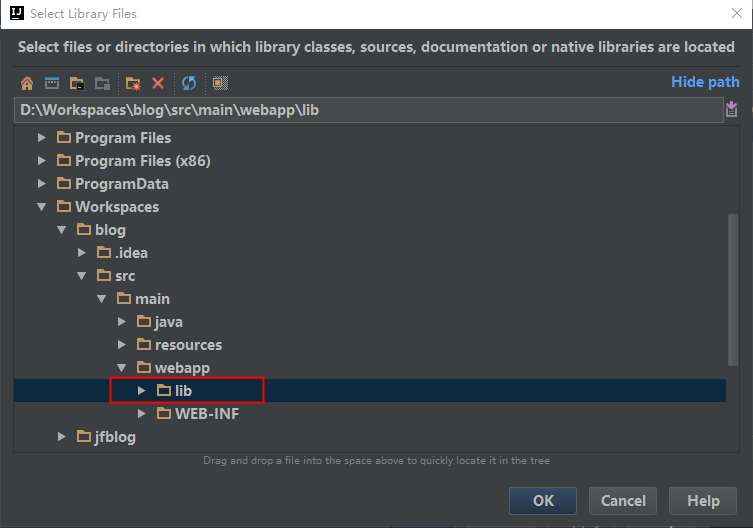 IJ Select Library Files
Select files or directories in which library classes, sources, documentation or native libraries are located
Hide path
D:\Workspaces\blog\src\main\webapp\lib
Program Files
Program Files (x86)
ProgramData
Workspaces
blog
.idea
src
main
java
resources
webapp
lib
WEB-INF
jfblog
Drag and drop a file into the space above to quickly locate it in the tree
OK Cancel Help